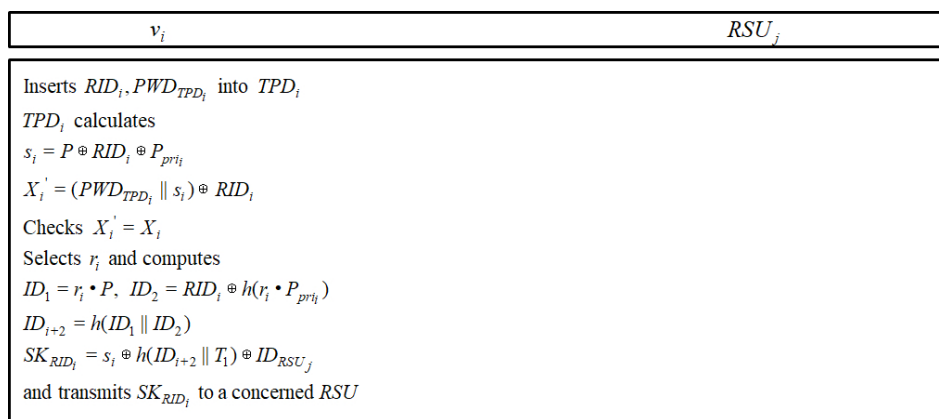 v_i RSU_j
Inserts RID_i, PWD_{TPD_i} into TPD_i
TPD_i calculates
s_i = P ⊕ RID_i ⊕ P_{pri_i}
X_i' = (PWD_{TPD_i} || s_i) ⊕ RID_i
Checks X_i' = X_i
Selects r_i and computes
ID_1 = r_i • P, ID_2 = RID_i ⊕ h(r_i • P_{pri_i})
ID_{i+2} = h(ID_1 || ID_2)
SK_{RID_i} = s_i ⊕ h(ID_{i+2} || T_1) ⊕ ID_{RSU_j}
and transmits SK_{RID_i} to a concerned RSU